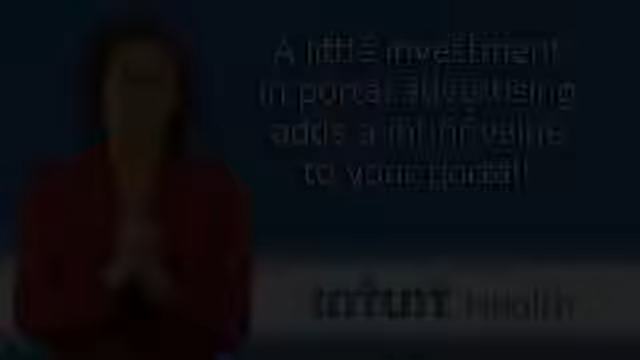 A little investment
in portal advertising
adds a lot of value
to your portal!
intuit Health